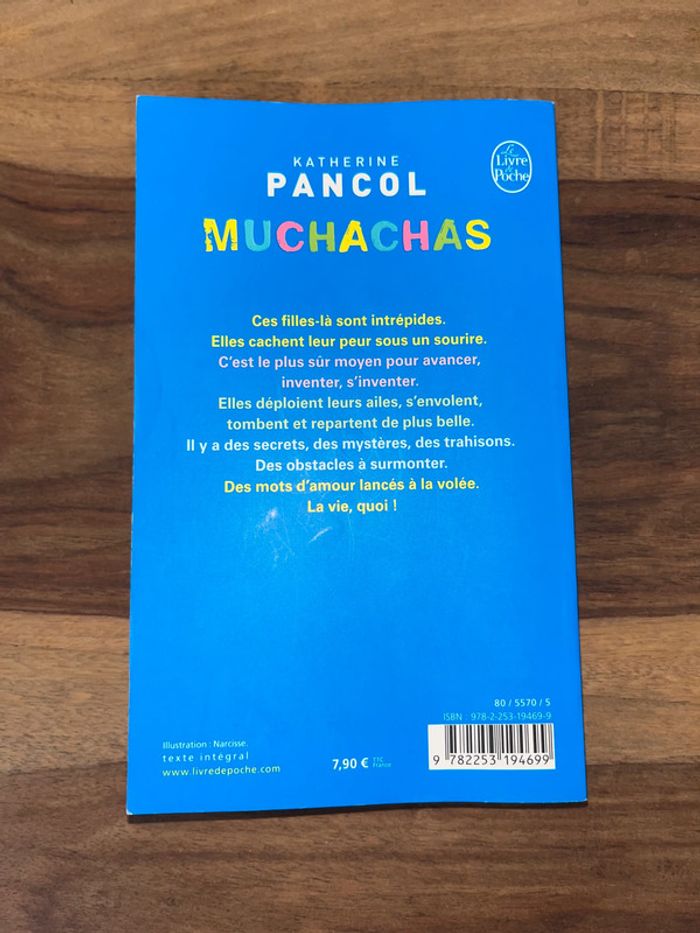 KATHERINE
PANCOL
Le
Livre
de
Poche
MUCHACHAS
Ces filles-là sont intrépides.
Elles cachent leur peur sous un sourire.
C'est le plus sûr moyen pour avancer,
inventer, s'inventer.
Elles déploient leurs ailes, s'envolent,
tombent et repartent de plus belle.
Il y a des secrets, des mystères, des trahisons.
Des obstacles à surmonter.
Des mots d'amour lancés à la volée.
La vie, quoi !
80 / 5570 / 5
ISBN : 978-2-253-19469-9
Illustration : Narcisse.
texte intégral
www.livredepoche.com
7,90 € TTC
France
9 782253 194699